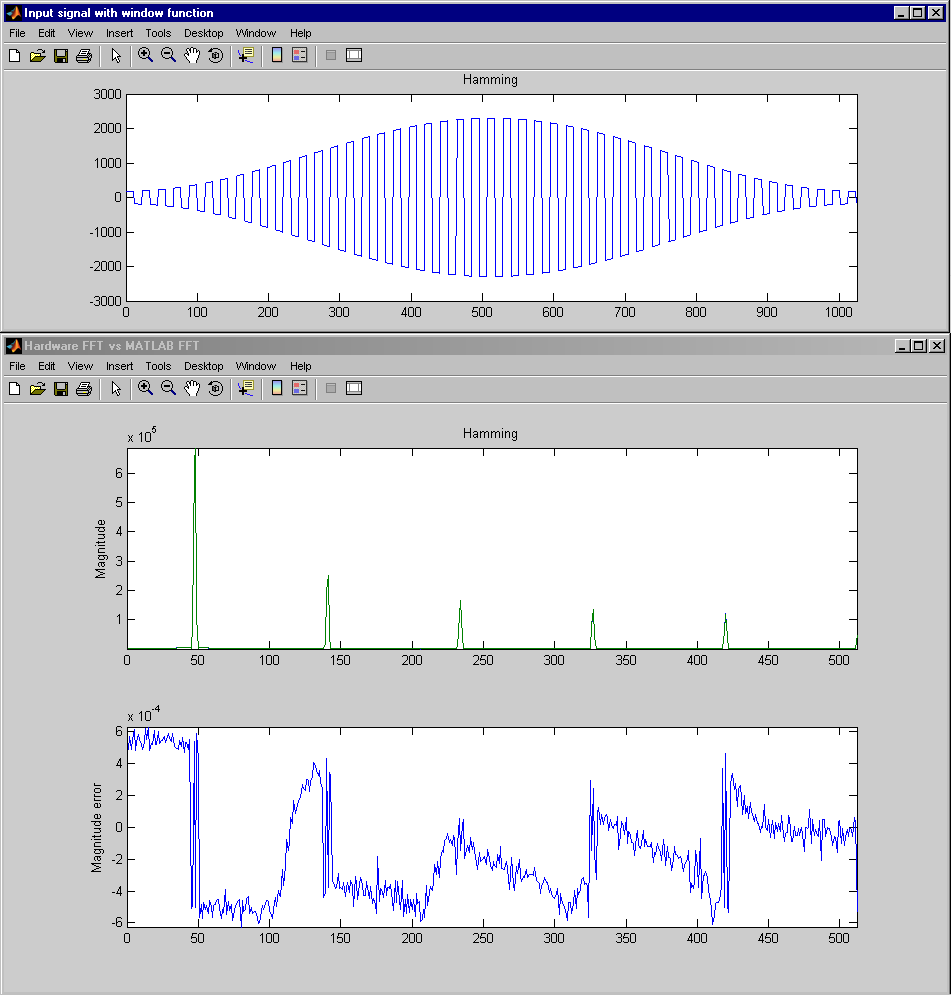 Input signal with window function
File Edit View Insert Tools Desktop Window Help
Hamming
3000
2000
1000
0
-1000
-2000
-3000
0 100 200 300 400 500 600 700 800 900 1000
Hardware FFT vs MATLAB FFT
File Edit View Insert Tools Desktop Window Help
Hamming
x 10^5
Magnitude
6
5
4
3
2
1
0 50 100 150 200 250 300 350 400 450 500
x 10^-4
Magnitude error
6
4
2
0
-2
-4
-6
0 50 100 150 200 250 300 350 400 450 500